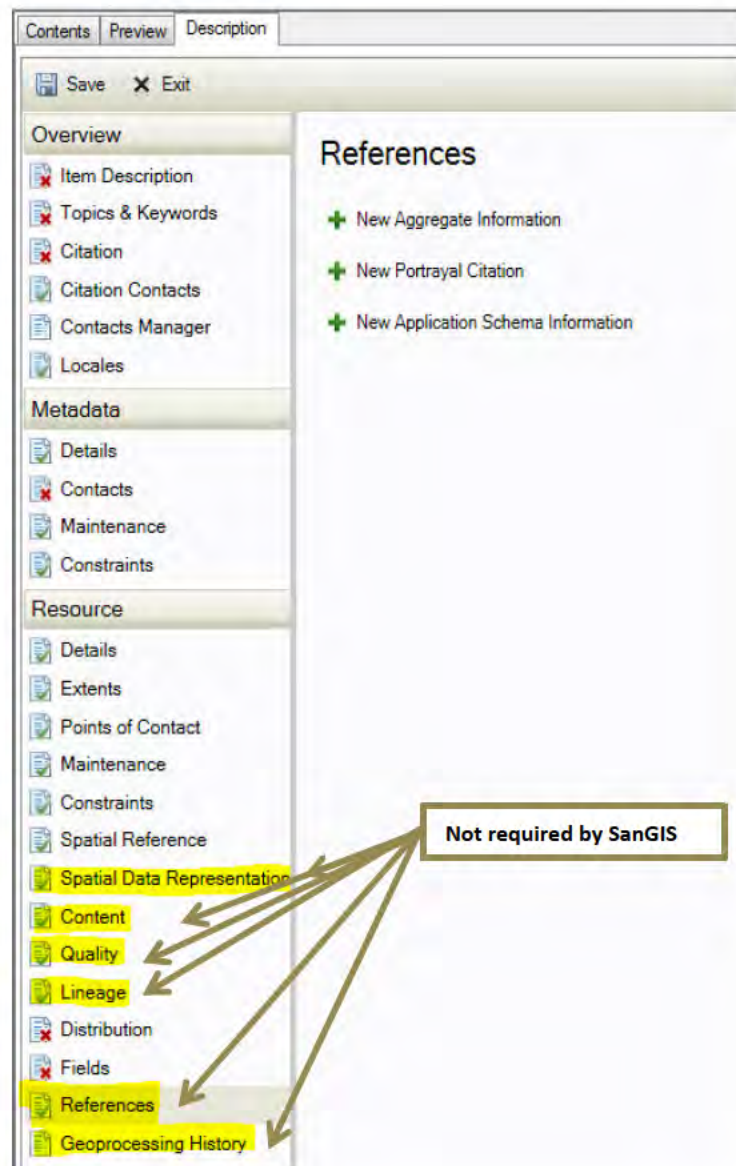 Contents Preview Description
Save Exit
Overview
Item Description
Topics & Keywords
Citation
Citation Contacts
Contacts Manager
Locales
Metadata
Details
Contacts
Maintenance
Constraints
Resource
Details
Extents
Points of Contact
Maintenance
Constraints
Spatial Reference
Spatial Data Representation
Content
Quality
Lineage
Distribution
Fields
References
Geoprocessing History
References
New Aggregate Information
New Portrayal Citation
New Application Schema Information
Not required by SanGIS